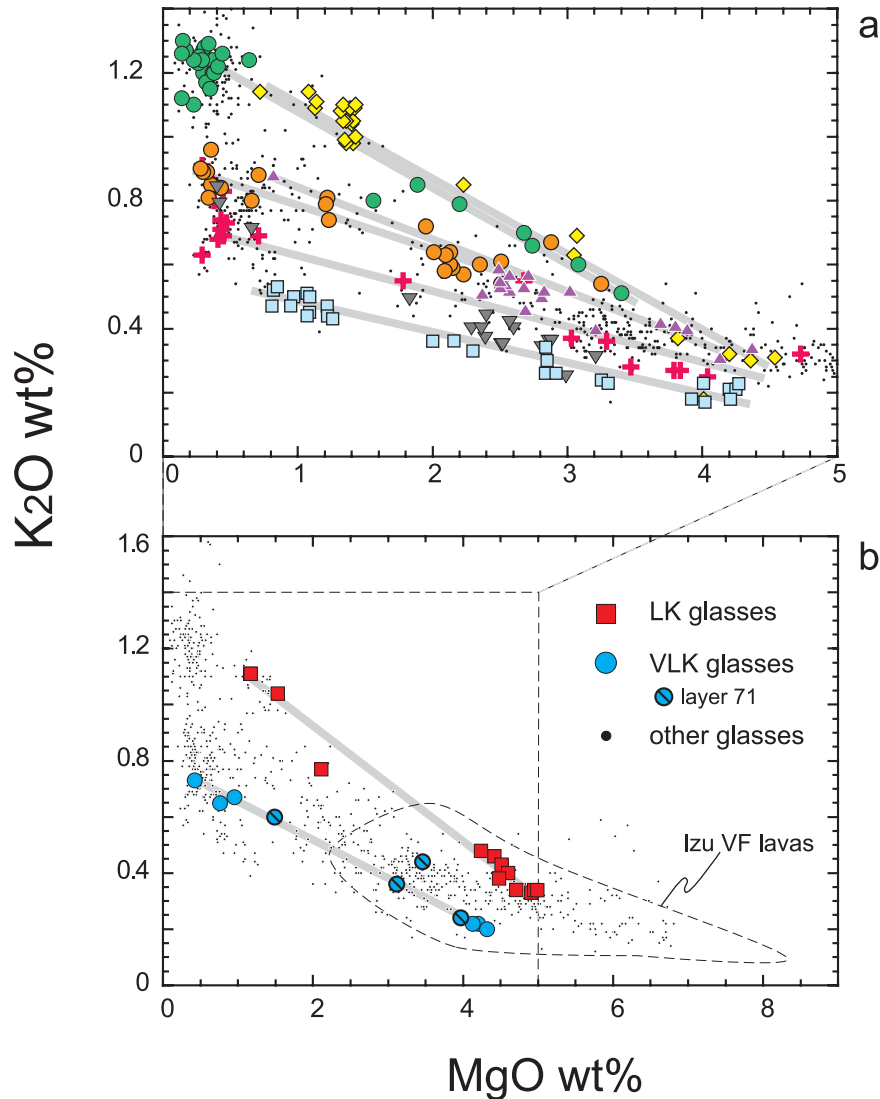 a
1.2
0.8
0.4
0
0 1 2 3 4 5
K2O wt%
b
1.6
1.2
0.8
0.4
0
LK glasses
VLK glasses
layer 71
other glasses
Izu VF lavas
0 2 4 6 8
MgO wt%